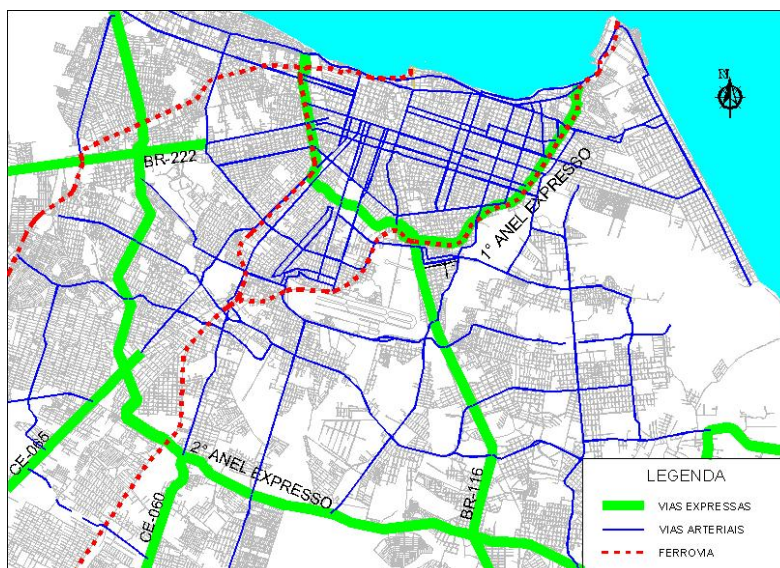 N
BR-222
1° ANEL EXPRESSO
CE-065
2° ANEL EXPRESSO
CE-060
BR-116
LEGENDA
VIAS EXPRESSAS
VIAS ARTERIAIS
FERROVIA